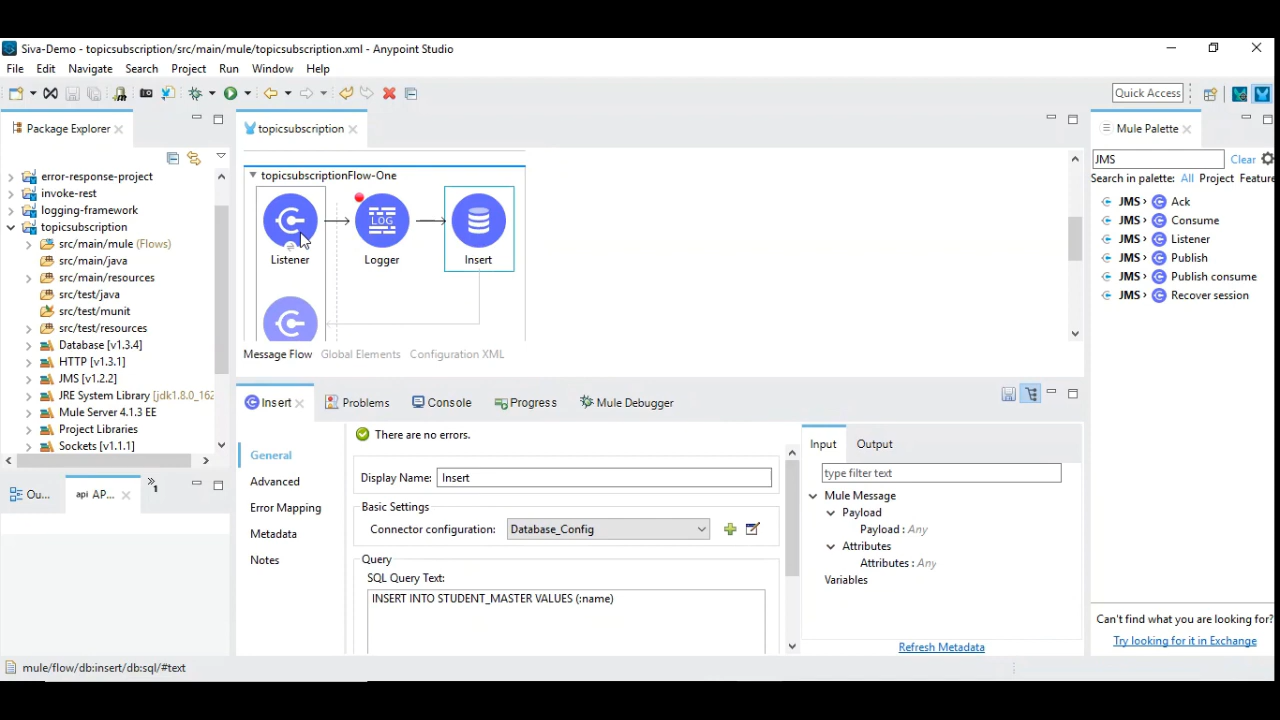 Siva-Demo - topicsubscription/src/main/mule/topicsubscription.xml - Anypoint Studio
File Edit Navigate Search Project Run Window Help
Quick Access
Package Explorer
error-response-project
invoke-rest
logging-framework
topicsubscription
src/main/mule (Flows)
src/main/java
src/main/resources
src/test/java
src/test/munit
src/test/resources
Database [v1.3.4]
HTTP [v1.3.1]
JMS [v1.2.2]
JRE System Library [jdk1.8.0_162
Mule Server 4.1.3 EE
Project Libraries
Sockets [v1.1.1]
Ou...
api AP...
1
topicsubscription
topicsubscriptionFlow-One
LOG
Listener
Logger
Insert
Message Flow Global Elements Configuration XML
Insert
Problems
Console
Progress
Mule Debugger
There are no errors.
General
Advanced
Error Mapping
Metadata
Notes
Display Name: Insert
Basic Settings
Connector configuration: Database_Config
Query
SQL Query Text:
INSERT INTO STUDENT_MASTER VALUES (:name)
Input
Output
type filter text
Mule Message
Payload
Payload : Any
Attributes
Attributes : Any
Variables
Refresh Metadata
Mule Palette
JMS
Clear
Search in palette: All Project Feature
JMS › Ack
JMS › Consume
JMS › Listener
JMS › Publish
JMS › Publish consume
JMS › Recover session
Can't find what you are looking for?
Try looking for it in Exchange
mule/flow/db:insert/db:sql/#text